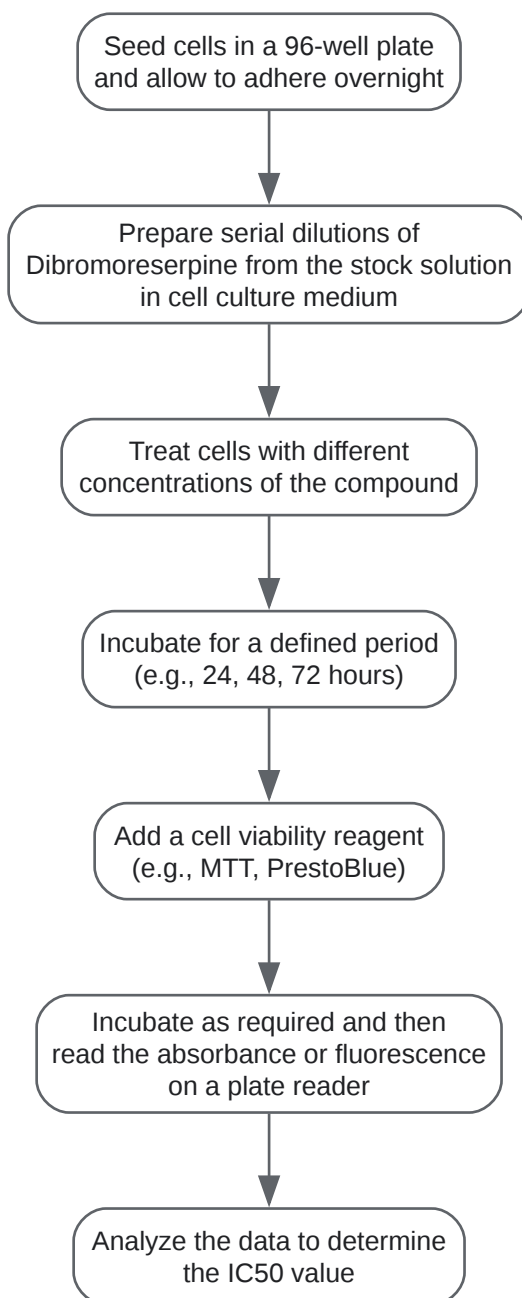 Seed cells in a 96-well plate
and allow to adhere overnight
Prepare serial dilutions of
Dibromoreserpine from the stock solution
in cell culture medium
Treat cells with different
concentrations of the compound
Incubate for a defined period
(e.g., 24, 48, 72 hours)
Add a cell viability reagent
(e.g., MTT, PrestoBlue)
Incubate as required and then
read the absorbance or fluorescence
on a plate reader
Analyze the data to determine
the IC50 value